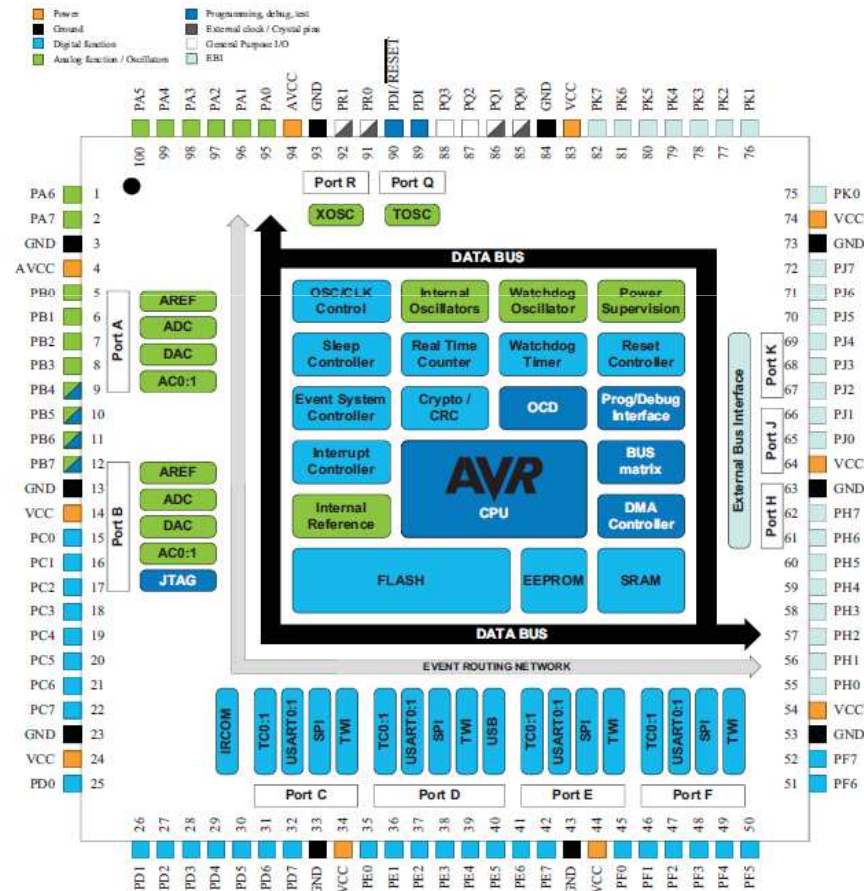 Power
Ground
Digital function
Analog function / Oscillators
Programming, debug, test
External clock / Crystal pins
General Purpose I/O
EBI
PA5
PA4
PA3
PA2
PA1
PA0
AVCC
GND
PR1
PR0
PDI/RESET
PDI
PQ3
PQ2
PQ1
PQ0
GND
VCC
PK7
PK6
PK5
PK4
PK3
PK2
PK1
100
99
98
97
96
95
94
93
92
91
90
89
88
87
86
85
84
83
82
81
80
79
78
77
76
PA6 1
PA7 2
GND 3
AVCC 4
PB0 5
PB1 6
PB2 7
PB3 8
PB4 9
PB5 10
PB6 11
PB7 12
GND 13
VCC 14
PC0 15
PC1 16
PC2 17
PC3 18
PC4 19
PC5 20
PC6 21
PC7 22
GND 23
VCC 24
PD0 25
Port R
Port Q
XOSC
TOSC
Port A
AREF
ADC
DAC
AC0:1
Port B
AREF
ADC
DAC
AC0:1
JTAG
DATA BUS
OSC/CLK
Control
Internal
Oscillators
Watchdog
Oscillator
Power
Supervision
Sleep
Controller
Real Time
Counter
Watchdog
Timer
Reset
Controller
Event System
Controller
Crypto /
CRC
OCD
Prog/Debug
Interface
Interrupt
Controller
AVR
CPU
BUS
matrix
Internal
Reference
DMA
Controller
FLASH
EEPROM
SRAM
DATA BUS
EVENT ROUTING NETWORK
External Bus Interface
Port K
Port J
Port H
75 PK0
74 VCC
73 GND
72 PJ7
71 PJ6
70 PJ5
69 PJ4
68 PJ3
67 PJ2
66 PJ1
65 PJ0
64 VCC
63 GND
62 PH7
61 PH6
60 PH5
59 PH4
58 PH3
57 PH2
56 PH1
55 PH0
54 VCC
53 GND
52 PF7
51 PF6
IRCOM
TC0:1
USART0:1
SPI
TWI
TC0:1
USART0:1
SPI
TWI
USB
TC0:1
USART0:1
SPI
TWI
TC0:1
USART0:1
SPI
TWI
Port C
Port D
Port E
Port F
26
27
28
29
30
31
32
33
34
35
36
37
38
39
40
41
42
43
44
45
46
47
48
49
50
PD1
PD2
PD3
PD4
PD5
PD6
PD7
GND
VCC
PE0
PE1
PE2
PE3
PE4
PE5
PE6
PE7
GND
VCC
PF0
PF1
PF2
PF3
PF4
PF5